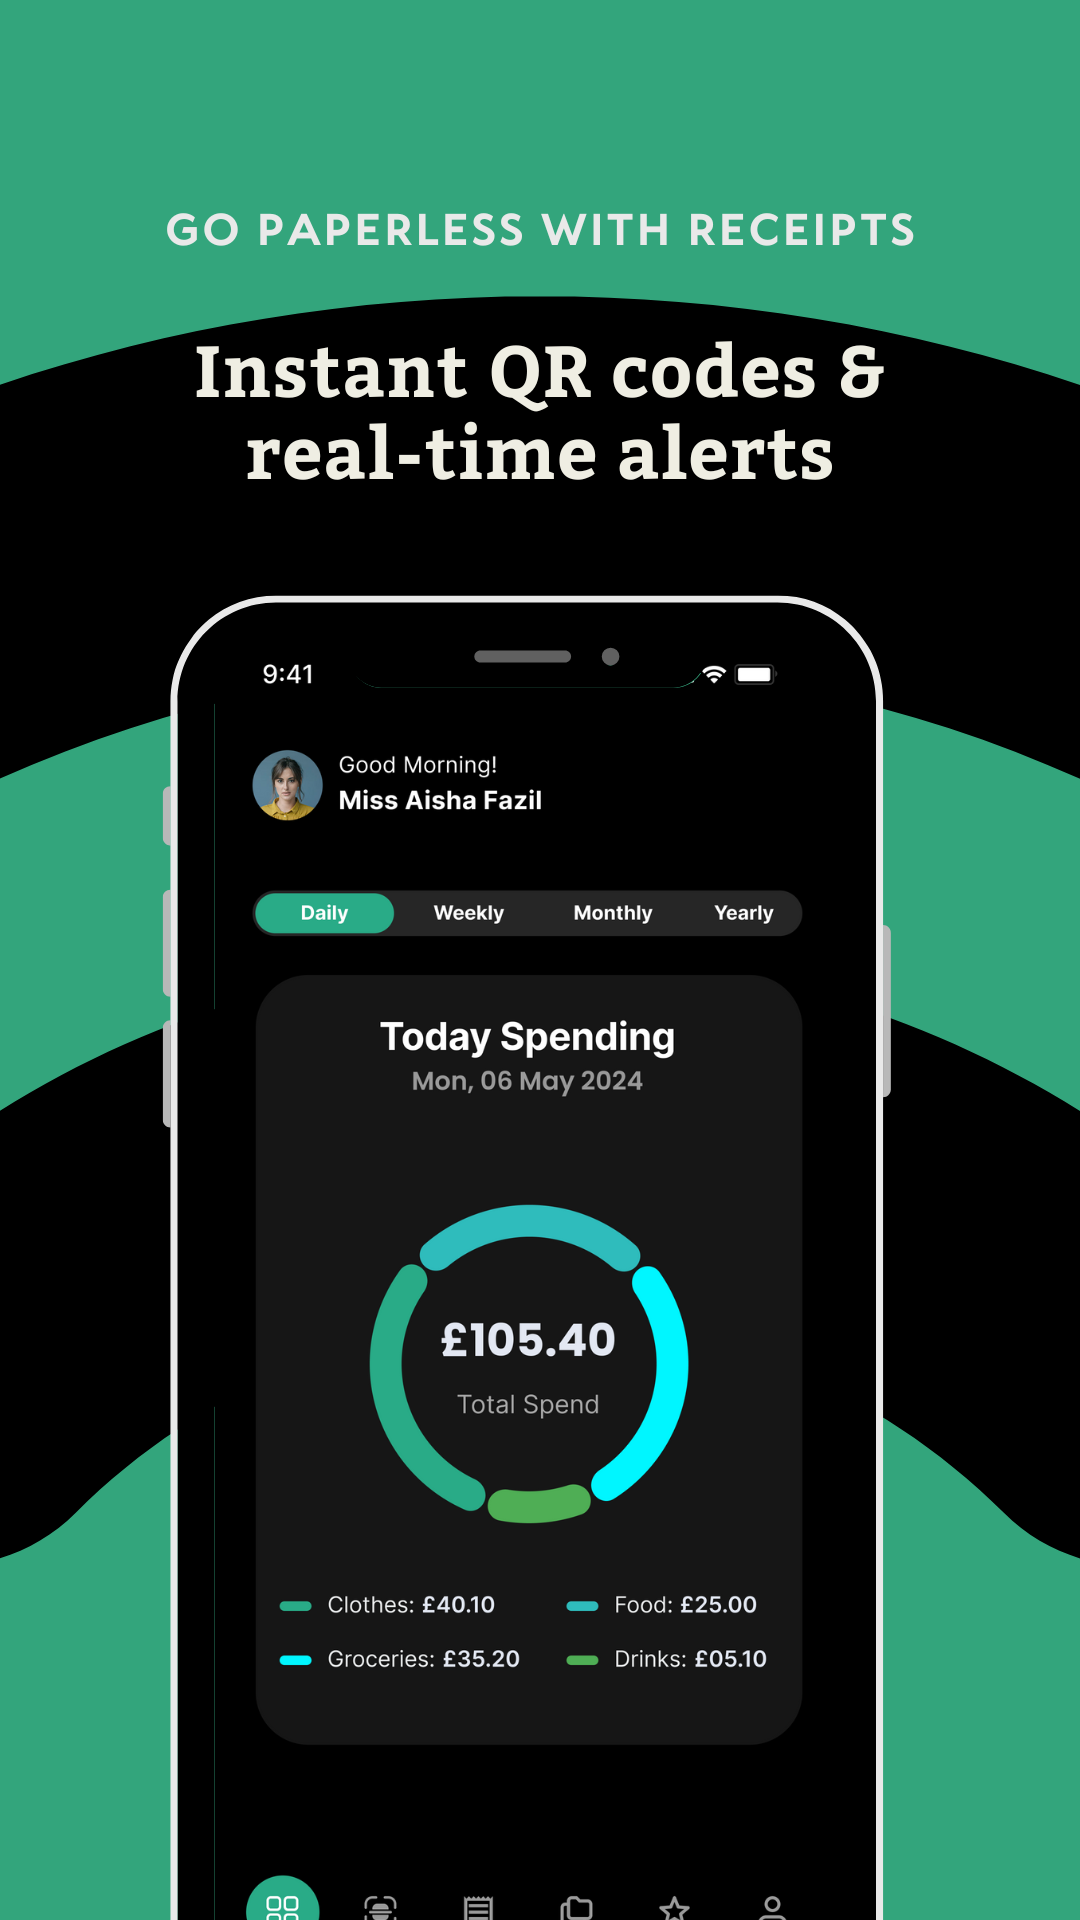 GO PAPERLESS WITH RECEIPTS
Instant QR codes &
real-time alerts
9:41
Good Morning!
Miss Aisha Fazil
Daily Weekly Monthly Yearly
Today Spending
Mon, 06 May 2024
£105.40
Total Spend
Clothes: £40.10 Food: £25.00
Groceries: £35.20 Drinks: £05.10